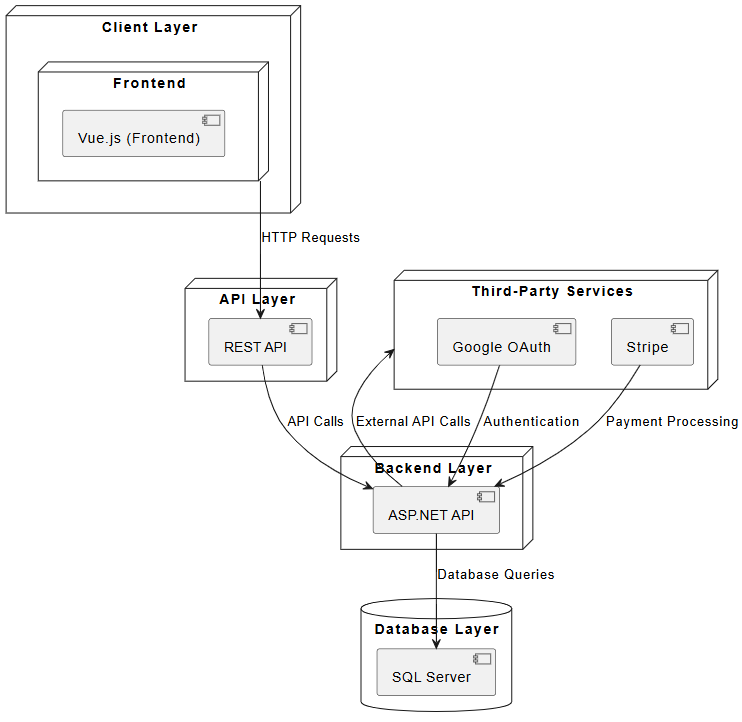 Client Layer
Frontend
Vue.js (Frontend)
HTTP Requests
API Layer
REST API
Third-Party Services
Google OAuth
Stripe
API Calls
External API Calls
Authentication
Payment Processing
Backend Layer
ASP.NET API
Database Queries
Database Layer
SQL Server